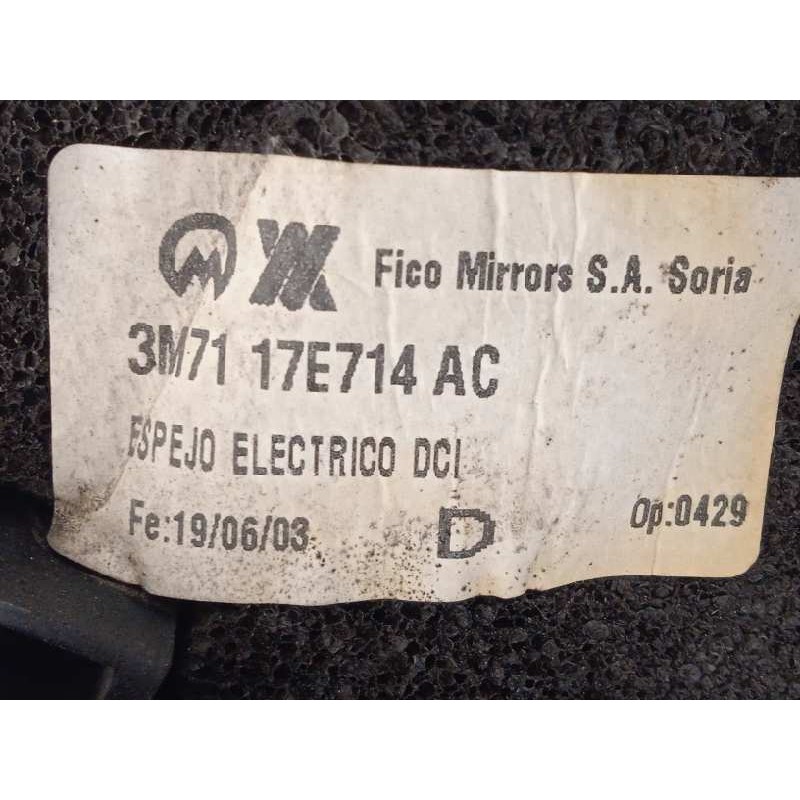 Fico Mirrors S.A. Soria
3M71 17E714 AC
ESPEJO ELECTRICO DCI
Fe:19/06/03 D Op:0429